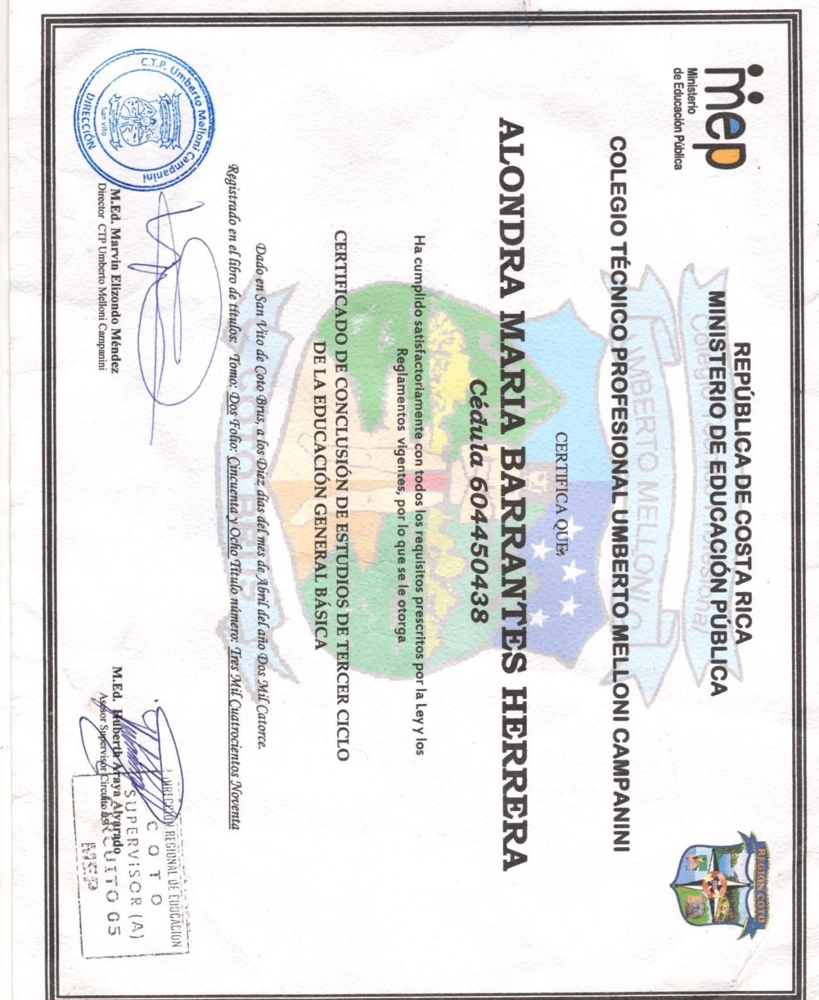 mep
Ministerio
de Educación Pública
REPÚBLICA DE COSTA RICA
MINISTERIO DE EDUCACIÓN PÚBLICA
REGION COTO
COLEGIO TÉCNICO PROFESIONAL UMBERTO MELLONI CAMPANINI
CERTIFICA QUE:
ALONDRA MARIA BARRANTES HERRERA
Cédula 604450438
Ha cumplido satisfactoriamente con todos los requisitos prescritos por la Ley y los
Reglamentos vigentes, por lo que se le otorga
CERTIFICADO DE CONCLUSIÓN DE ESTUDIOS DE TERCER CICLO
DE LA EDUCACIÓN GENERAL BÁSICA
Dado en San Vito de Coto Brus, a los Diez días del mes de Abril del año Dos Mil Catorce.
Registrado en el libro de títulos: Tomo: Dos Folio: Cincuenta y Ocho Título número: Tres Mil Cuatrocientos Noventa
C.T.P. Umberto Melloni Campanini
San Vito
DIRECCIÓN
M.Ed. Marvin Elizondo Méndez
Director CTP Umberto Melloni Campanini
M.Ed. Huberth Araya Alvarado
Asesor Supervisor Circuito 05
DIRECCION REGIONAL DE EDUCACION
COTO
SUPERVISOR (A)
CIRCUITO 05
MEP